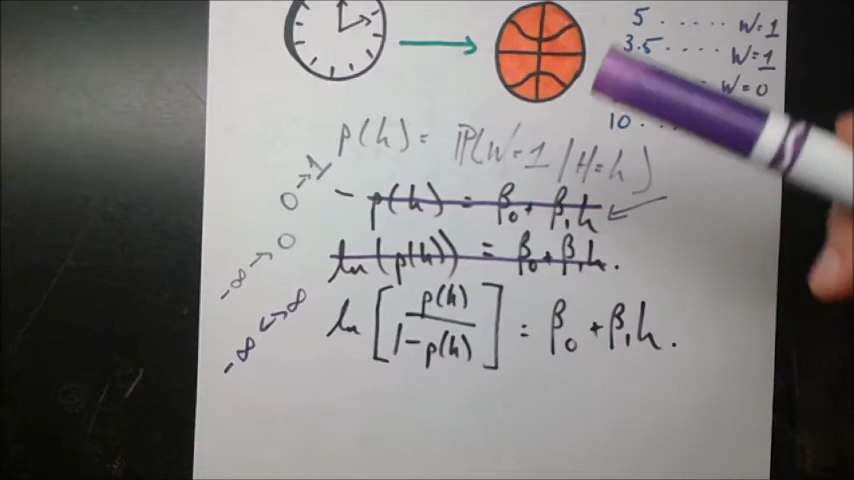 5 ..... W=1
3.5 .... W=1
W=0
10 ...
p(h) = P(W=1 / H=h)
0 → 1 - p(h) = β₀ + β₁h
-∞ → 0 ln(p(h)) = β₀ + β₁h.
-∞ ↔ ∞ ln[p(h)/(1-p(h))] = β₀ + β₁h.